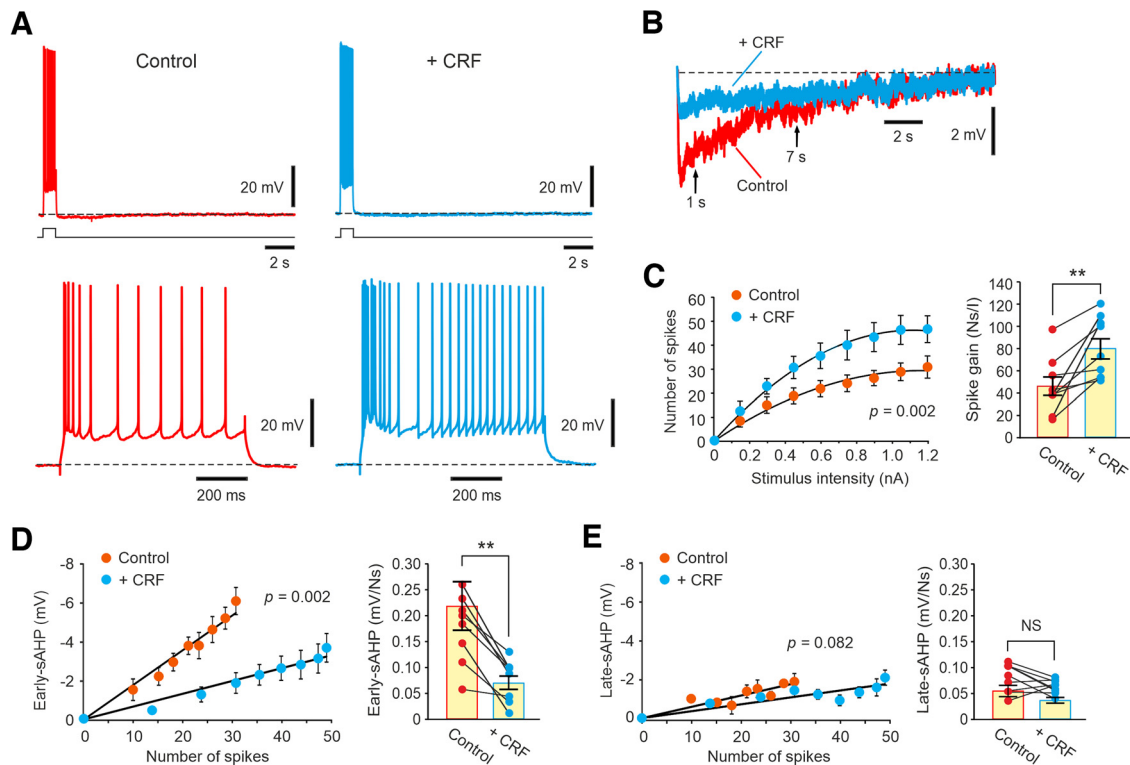 A
Control
+ CRF
20 mV
20 mV
2 s
2 s
20 mV
20 mV
200 ms
200 ms
B
+ CRF
2 s
2 mV
7 s
Control
1 s
C
Control
+ CRF
60
50
40
30
20
10
0
Number of spikes
p = 0.002
0
0.2
0.4
0.6
0.8
1.0
1.2
Stimulus intensity (nA)
**
140
120
100
80
60
40
20
0
Spike gain (Ns/I)
Control
+ CRF
D
Control
+ CRF
-8
-6
-4
-2
0
Early-sAHP (mV)
p = 0.002
0
10
20
30
40
50
Number of spikes
**
0.30
0.25
0.20
0.15
0.10
0.05
0
Early-sAHP (mV/Ns)
Control
+ CRF
E
Control
+ CRF
-8
-6
-4
-2
0
Late-sAHP (mV)
p = 0.082
0
10
20
30
40
50
Number of spikes
NS
0.30
0.25
0.20
0.15
0.10
0.05
0
Late-sAHP (mV/Ns)
Control
+ CRF